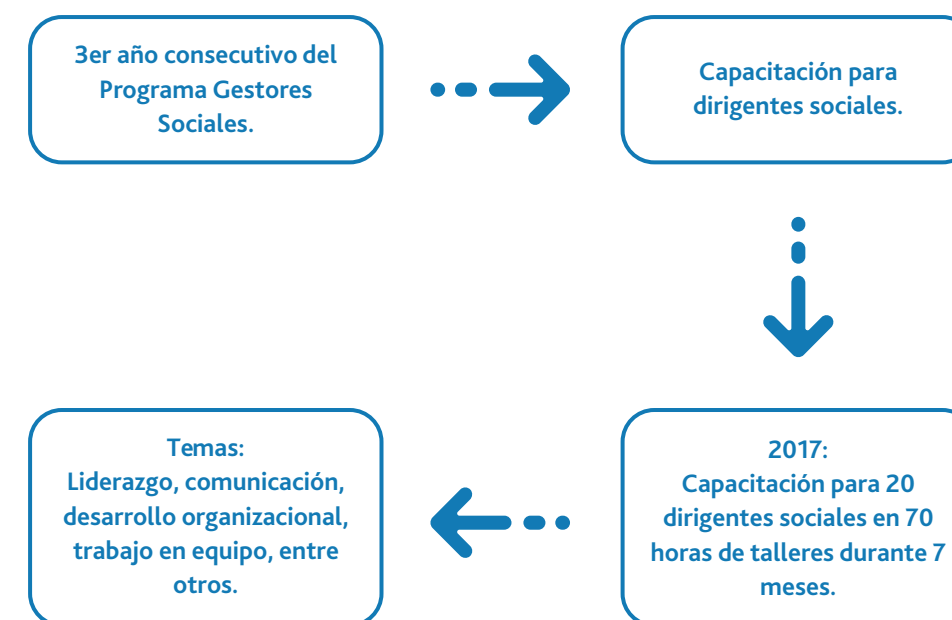 3er año consecutivo del
Programa Gestores
Sociales.
Capacitación para
dirigentes sociales.
2017:
Capacitación para 20
dirigentes sociales en 70
horas de talleres durante 7
meses.
Temas:
Liderazgo, comunicación,
desarrollo organizacional,
trabajo en equipo, entre
otros.